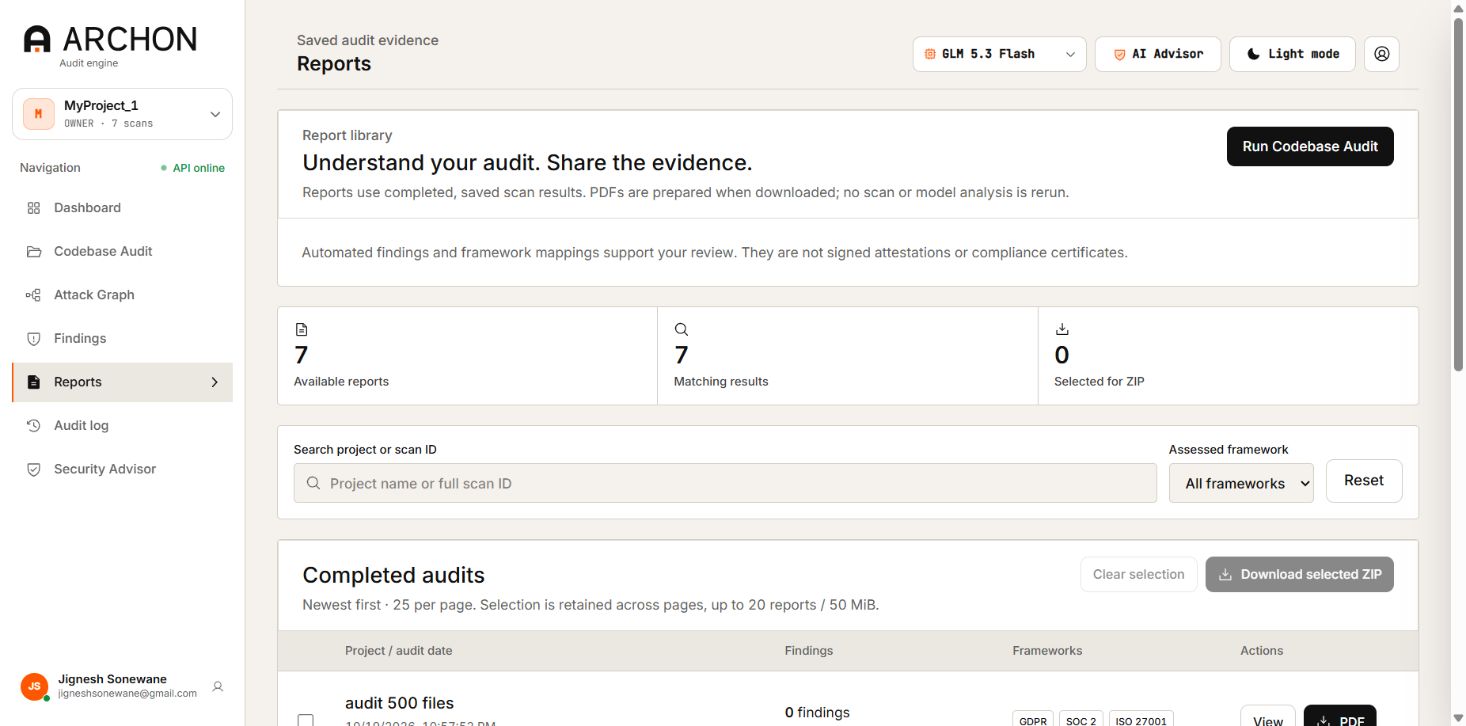 ARCHON
Audit engine
M
MyProject_1
OWNER · 7 scans
Navigation
API online
Dashboard
Codebase Audit
Attack Graph
Findings
Reports
Audit log
Security Advisor
JS
Jignesh Sonewane
jigneshsonewane@gmail.com
Saved audit evidence
Reports
GLM 5.3 Flash
AI Advisor
Light mode
Report library
Understand your audit. Share the evidence.
Reports use completed, saved scan results. PDFs are prepared when downloaded; no scan or model analysis is rerun.
Run Codebase Audit
Automated findings and framework mappings support your review. They are not signed attestations or compliance certificates.
7
Available reports
7
Matching results
0
Selected for ZIP
Search project or scan ID
Project name or full scan ID
Assessed framework
All frameworks
Reset
Completed audits
Newest first · 25 per page. Selection is retained across pages, up to 20 reports / 50 MiB.
Clear selection
Download selected ZIP
Project / audit date
Findings
Frameworks
Actions
audit 500 files
0 findings
GDPR
SOC 2
ISO 27001
View
PDF